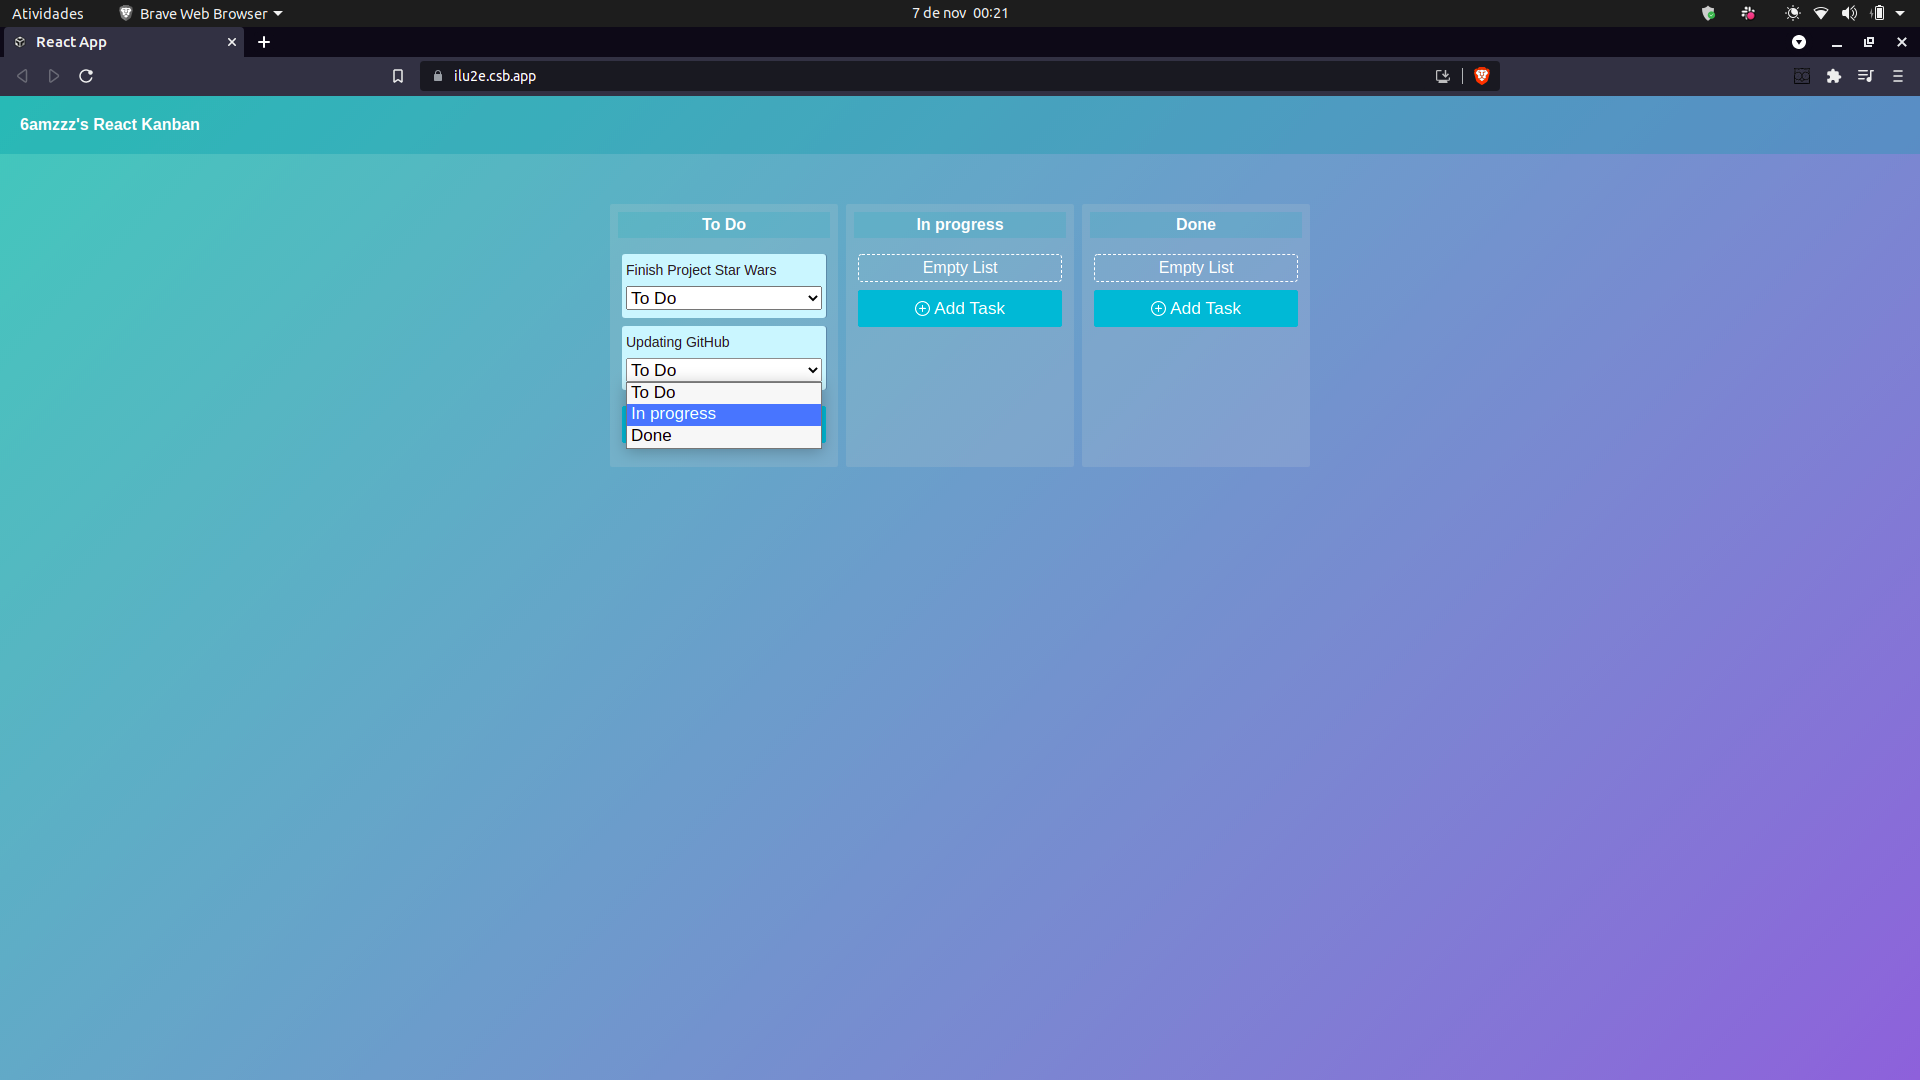 Atividades
Brave Web Browser
7 de nov 00:21
React App
ilu2e.csb.app
6amzzz's React Kanban
To Do
Finish Project Star Wars
To Do
Updating GitHub
To Do
To Do
In progress
Done
In progress
Empty List
Add Task
Done
Empty List
Add Task